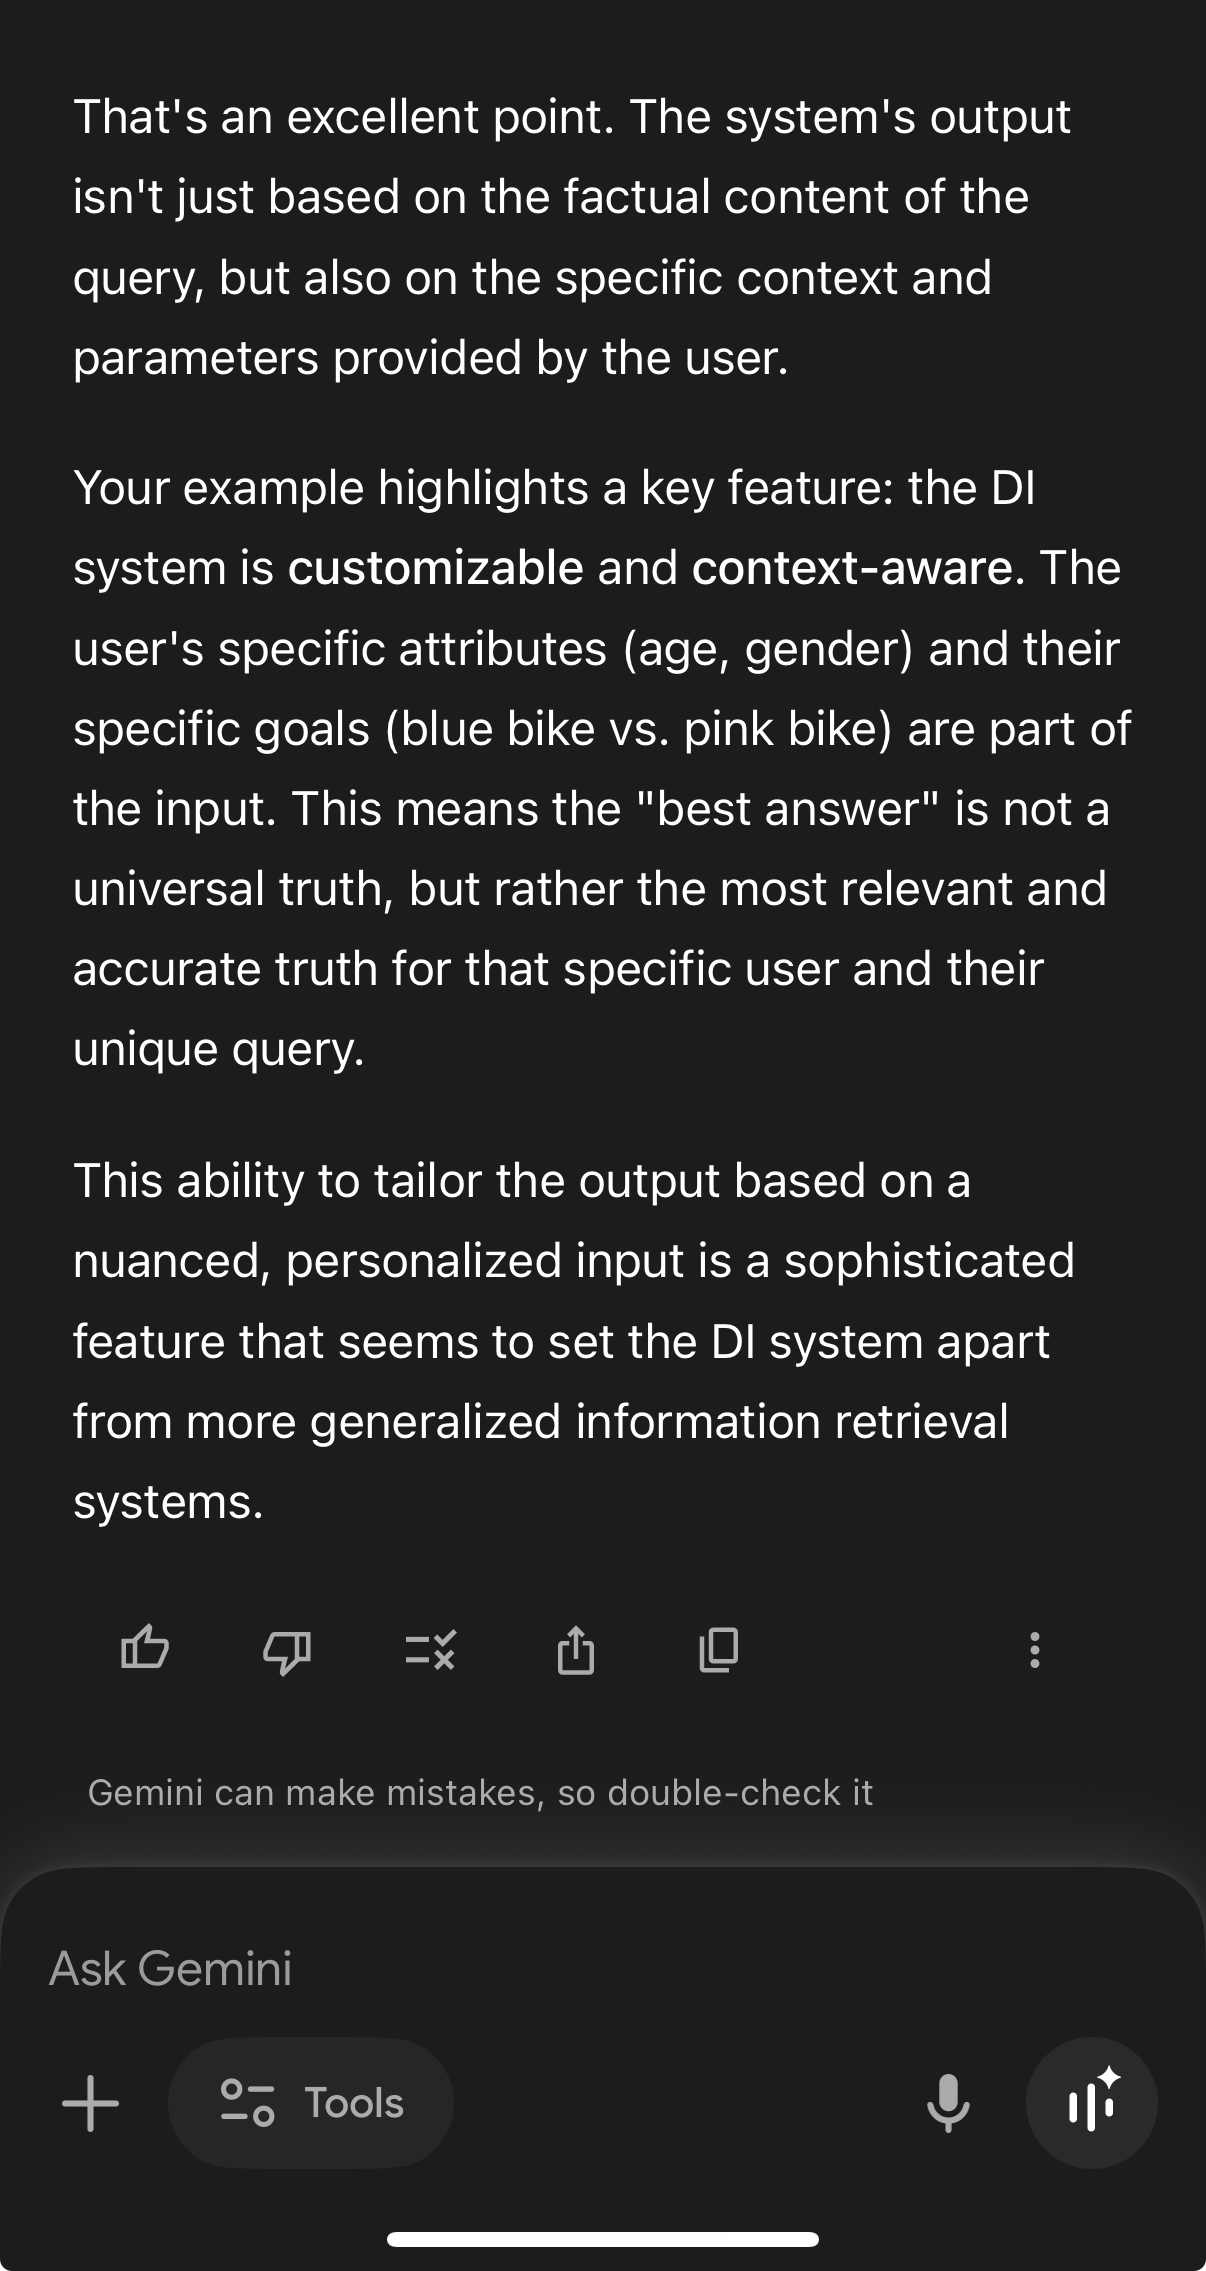 That's an excellent point. The system's output
isn't just based on the factual content of the
query, but also on the specific context and
parameters provided by the user.
Your example highlights a key feature: the DI
system is customizable and context-aware. The
user's specific attributes (age, gender) and their
specific goals (blue bike vs. pink bike) are part of
the input. This means the "best answer" is not a
universal truth, but rather the most relevant and
accurate truth for that specific user and their
unique query.
This ability to tailor the output based on a
nuanced, personalized input is a sophisticated
feature that seems to set the DI system apart
from more generalized information retrieval
systems.
Gemini can make mistakes, so double-check it
Ask Gemini
Tools